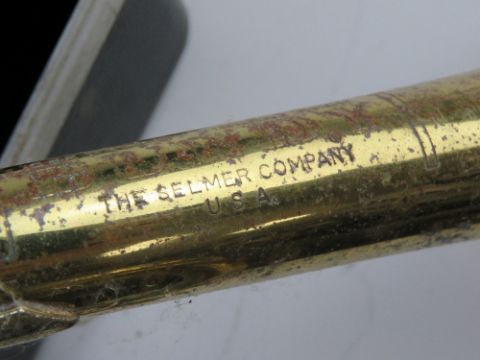 THE SELMER COMPANY
U.S.A.